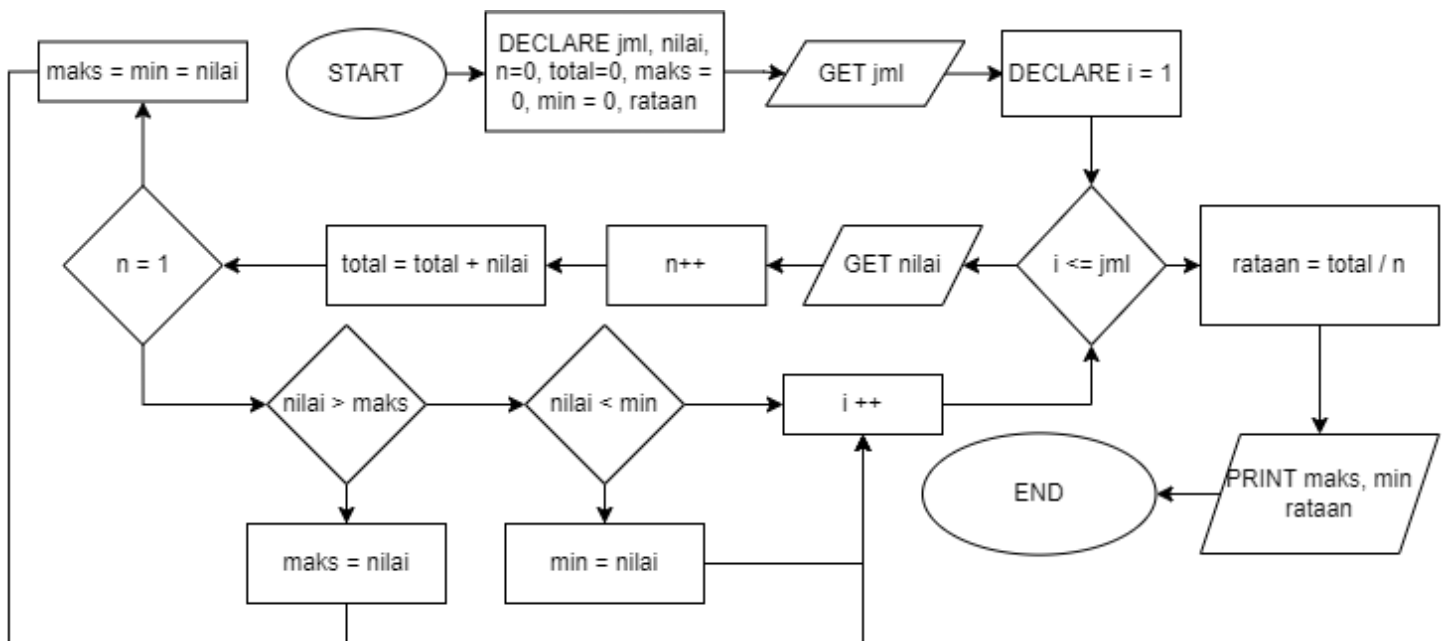 maks = min = nilai
START
DECLARE jml, nilai,
n=0, total=0, maks =
0, min = 0, rataan
GET jml
DECLARE i = 1
n = 1
total = total + nilai
n++
GET nilai
i <= jml
rataan = total / n
nilai > maks
nilai < min
i ++
maks = nilai
min = nilai
END
PRINT maks, min
rataan